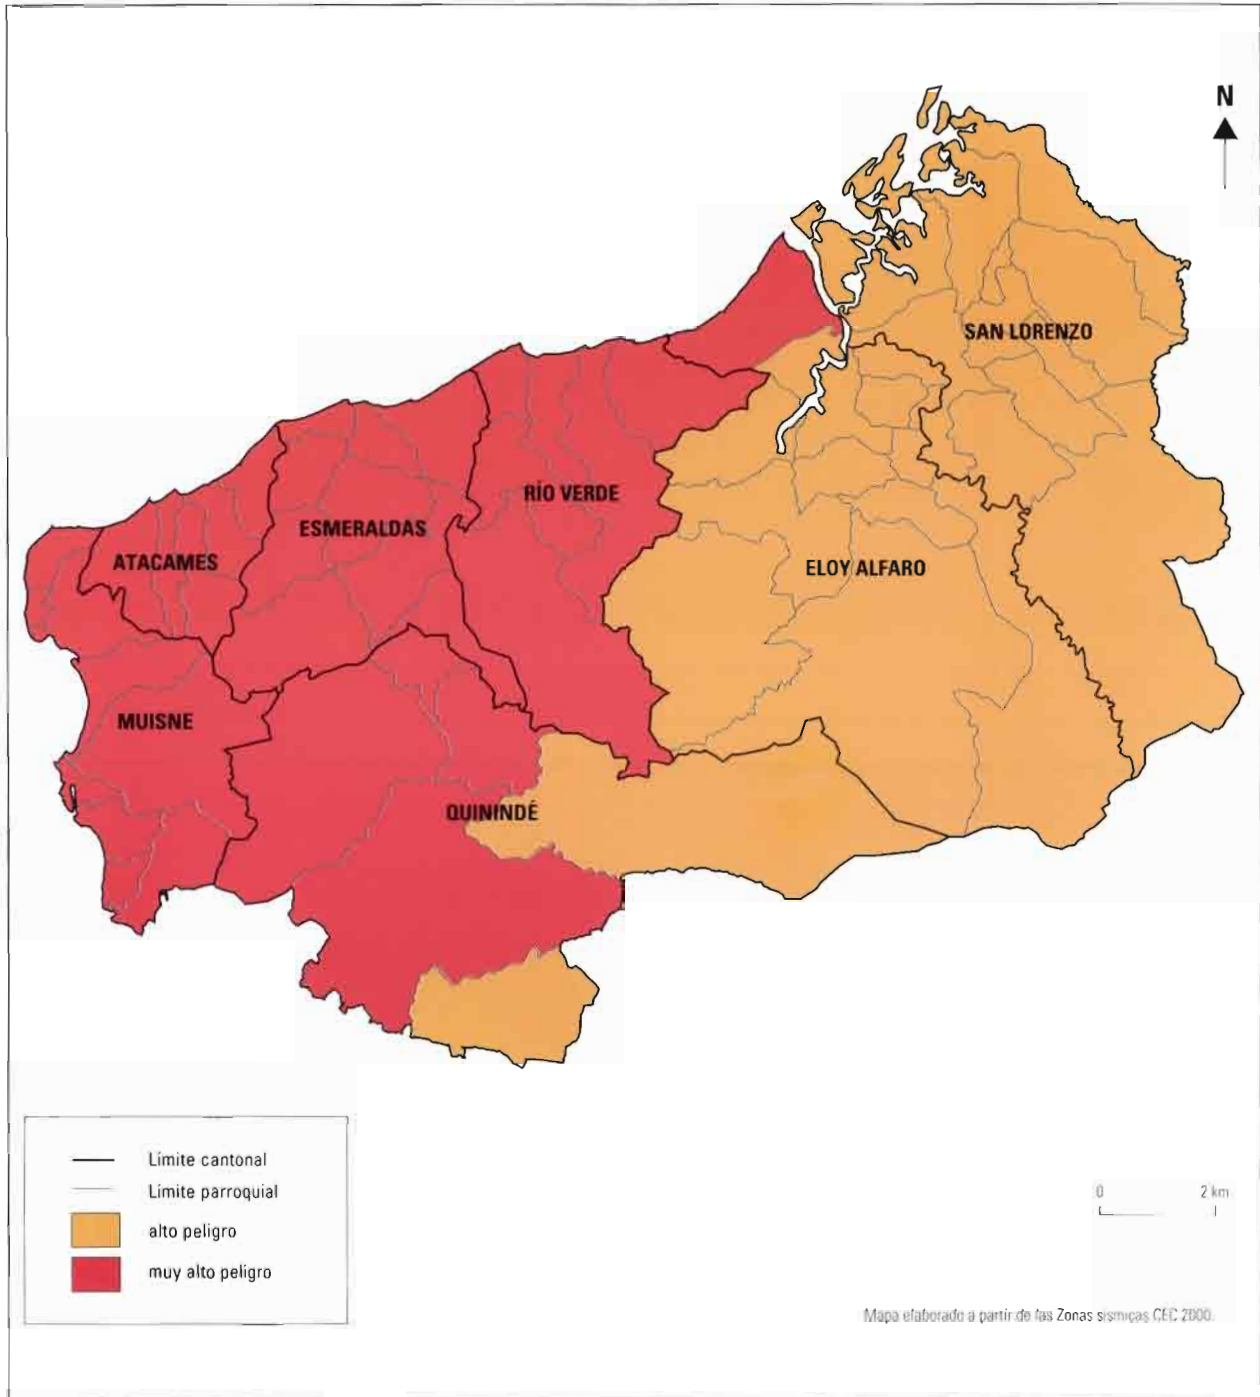 N
SAN LORENZO
RÍO VERDE
ESMERALDAS
ATACAMES
ELOY ALFARO
MUISNE
QUININDÉ
Límite cantonal
Límite parroquial
alto peligro
muy alto peligro
0 2 km
Mapa elaborado a partir de las Zonas sísmicas CEC 2000.